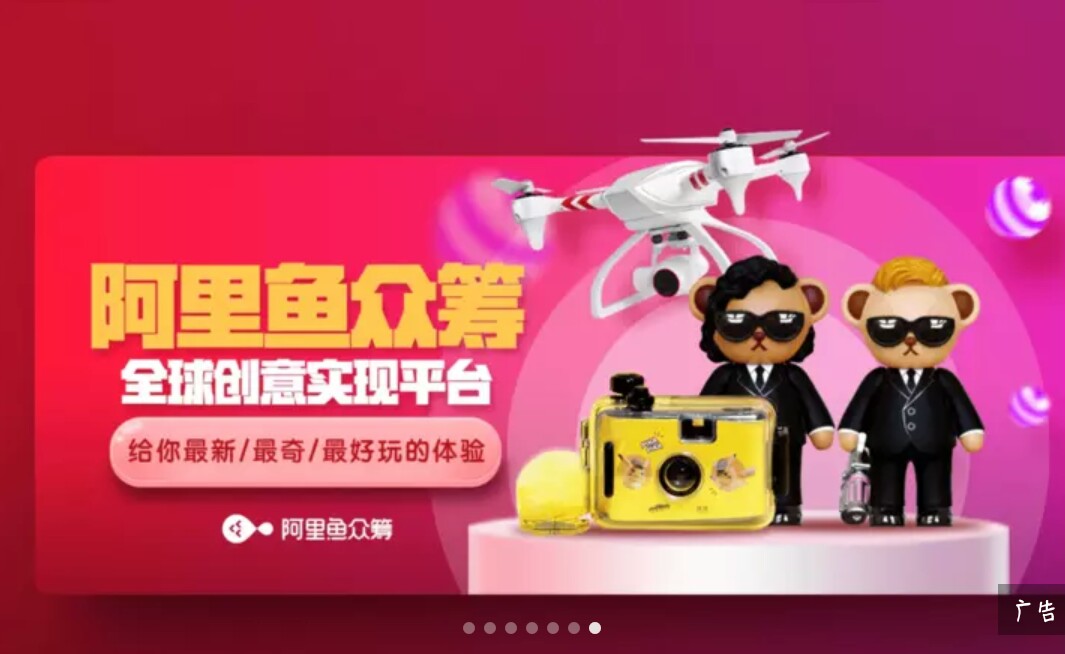 阿里鱼众筹
全球创意实现平台
给你最新/最奇/最好玩的体验
阿里鱼众筹
广告